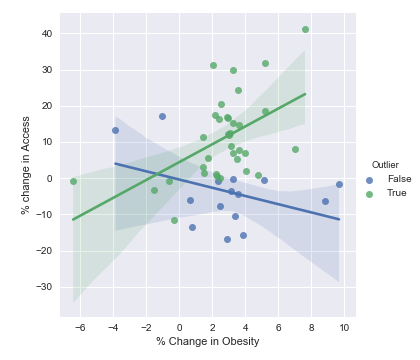 40
30
20
10
0
−10
−20
−30
% change in Access
−6 −4 −2 0 2 4 6 8 10
% Change in Obesity
Outlier
False
True